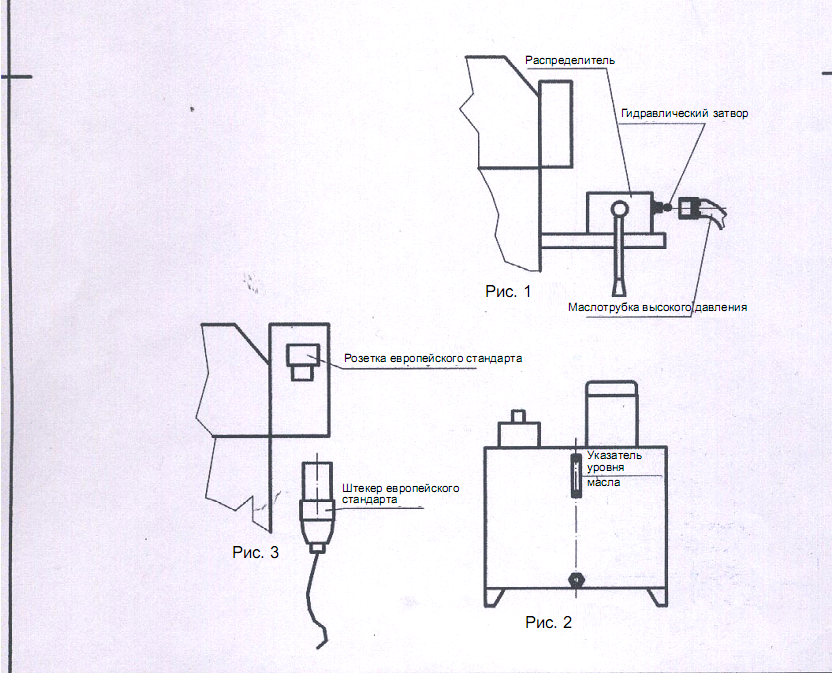 Распределитель
Гидравлический затвор
Рис. 1
Маслотрубка высокого давления
Розетка европейского стандарта
Указатель
уровня
масла
Штекер европейского
стандарта
Рис. 3
Рис. 2